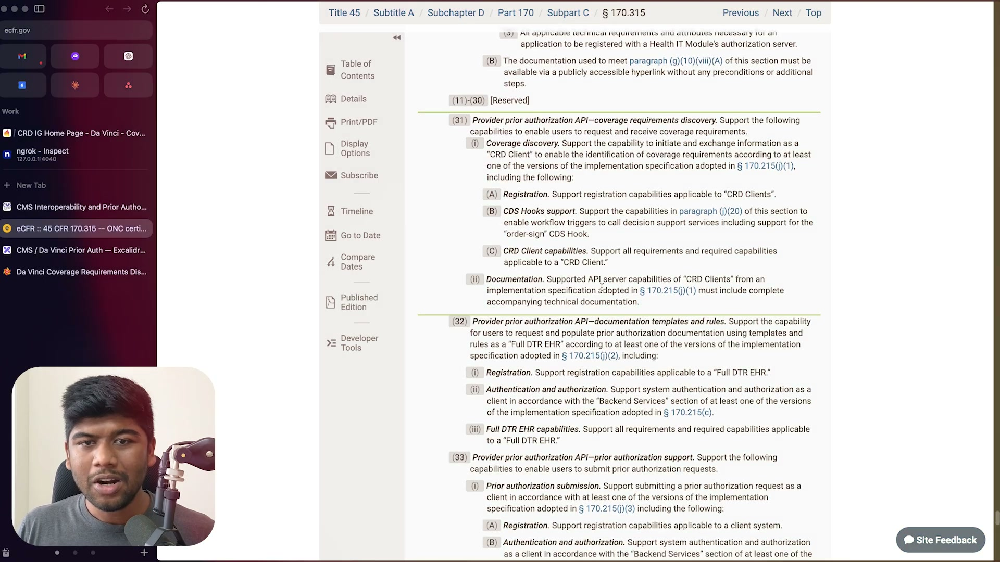 ecfr.gov
6
Work
/ CRD IG Home Page - Da Vinci - Cov...
n
ngrok - Inspect
127.0.0.1:4040
New Tab
CMS Interoperability and Prior Autho...
e
eCFR :: 45 CFR 170.315 -- ONC certi...
CMS / Da Vinci Prior Auth — Excalidr...
Da Vinci Coverage Requirements Dis...
Title 45 / Subtitle A / Subchapter D / Part 170 / Subpart C / § 170.315
Previous / Next / Top
Table of
Contents
Details
Print/PDF
Display
Options
Subscribe
Timeline
Go to Date
Compare
Dates
Published
Edition
Developer
Tools
(3) All applicable technical requirements and attributes necessary for an
application to be registered with a Health IT Module's authorization server.
(B) The documentation used to meet paragraph (g)(10)(viii)(A) of this section must be
available via a publicly accessible hyperlink without any preconditions or additional
steps.
(11)-(30) [Reserved]
(31) Provider prior authorization API—coverage requirements discovery. Support the following
capabilities to enable users to request and receive coverage requirements.
(i) Coverage discovery. Support the capability to initiate and exchange information as a
“CRD Client” to enable the identification of coverage requirements according to at least
one of the versions of the implementation specification adopted in § 170.215(j)(1),
including the following:
(A) Registration. Support registration capabilities applicable to “CRD Clients”.
(B) CDS Hooks support. Support the capabilities in paragraph (j)(20) of this section to
enable workflow triggers to call decision support services including support for the
“order-sign” CDS Hook.
(C) CRD Client capabilities. Support all requirements and required capabilities
applicable to a “CRD Client.”
(ii) Documentation. Supported API server capabilities of “CRD Clients” from an
implementation specification adopted in § 170.215(j)(1) must include complete
accompanying technical documentation.
(32) Provider prior authorization API—documentation templates and rules. Support the capability
for users to request and populate prior authorization documentation using templates and
rules as a “Full DTR EHR” according to at least one of the versions of the implementation
specification adopted in § 170.215(j)(2), including:
(i) Registration. Support registration capabilities applicable to a “Full DTR EHR.”
(ii) Authentication and authorization. Support system authentication and authorization as a
client in accordance with the “Backend Services” section of at least one of the versions
of the implementation specification adopted in § 170.215(c).
(iii) Full DTR EHR capabilities. Support all requirements and required capabilities applicable
to a “Full DTR EHR.”
(33) Provider prior authorization API—prior authorization support. Support the following
capabilities to enable users to submit prior authorization requests.
(i) Prior authorization submission. Support submitting a prior authorization request as a
client in accordance with at least one of the versions of the implementation
specification adopted in § 170.215(j)(3) including the following:
(A) Registration. Support registration capabilities applicable to a client system.
(B) Authentication and authorization. Support system authentication and authorization
as a client in accordance with the “Backend Services” section of at least one of the
Site Feedback